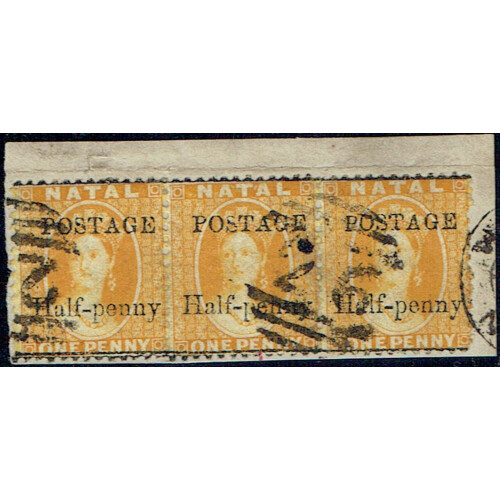 NATAL NATAL NATAL
POSTAGE POSTAGE POSTAGE
Half-penny Half-penny Half-penny
ONE PENNY ONE PENNY ONE PENNY